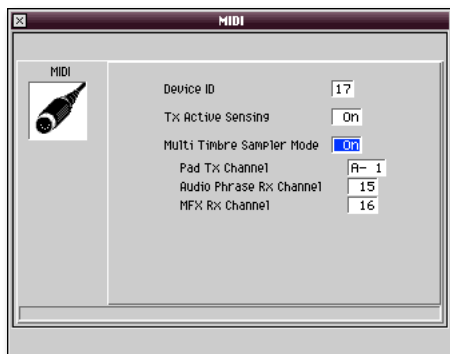 MIDI
MIDI
Device ID 17
Tx Active Sensing On
Multi Timbre Sampler Mode On
Pad Tx Channel A- 1
Audio Phrase Rx Channel 15
MFX Rx Channel 16